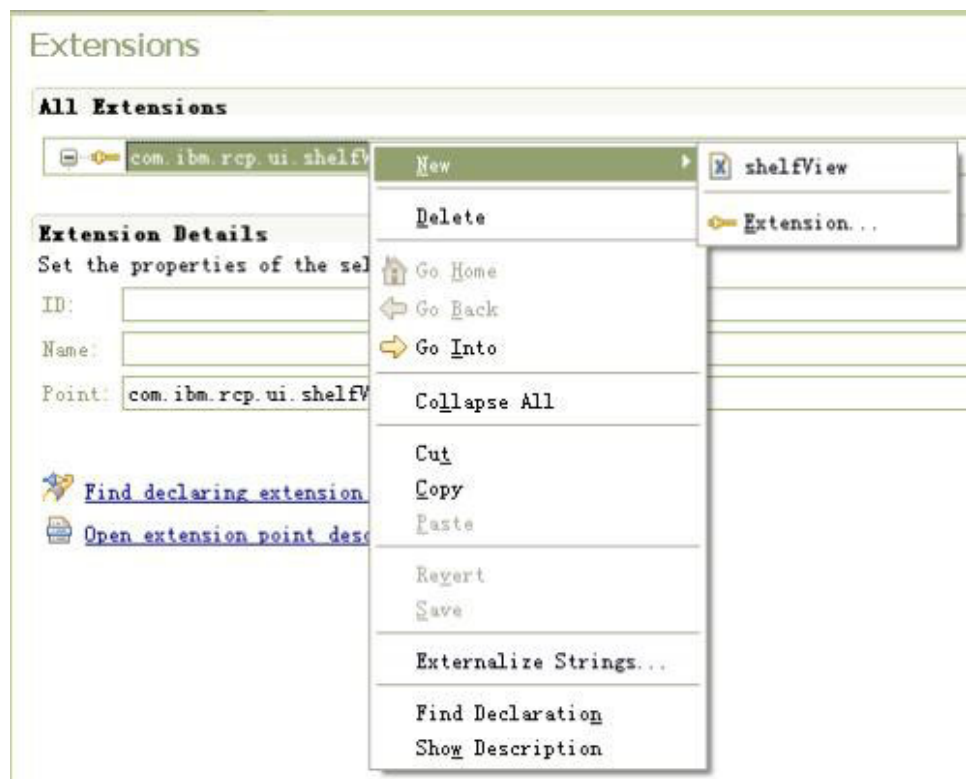 Extensions
All Extensions
com.ibm.rcp.ui.shelfV
New
shelfView
Delete
Extension...
Extension Details
Set the properties of the sel
Go Home
ID:
Go Back
Name:
Go Into
Point: com.ibm.rcp.ui.shelfV
Collapse All
Cut
Find declaring extension
Copy
Paste
Open extension point desc
Revert
Save
Externalize Strings...
Find Declaration
Show Description